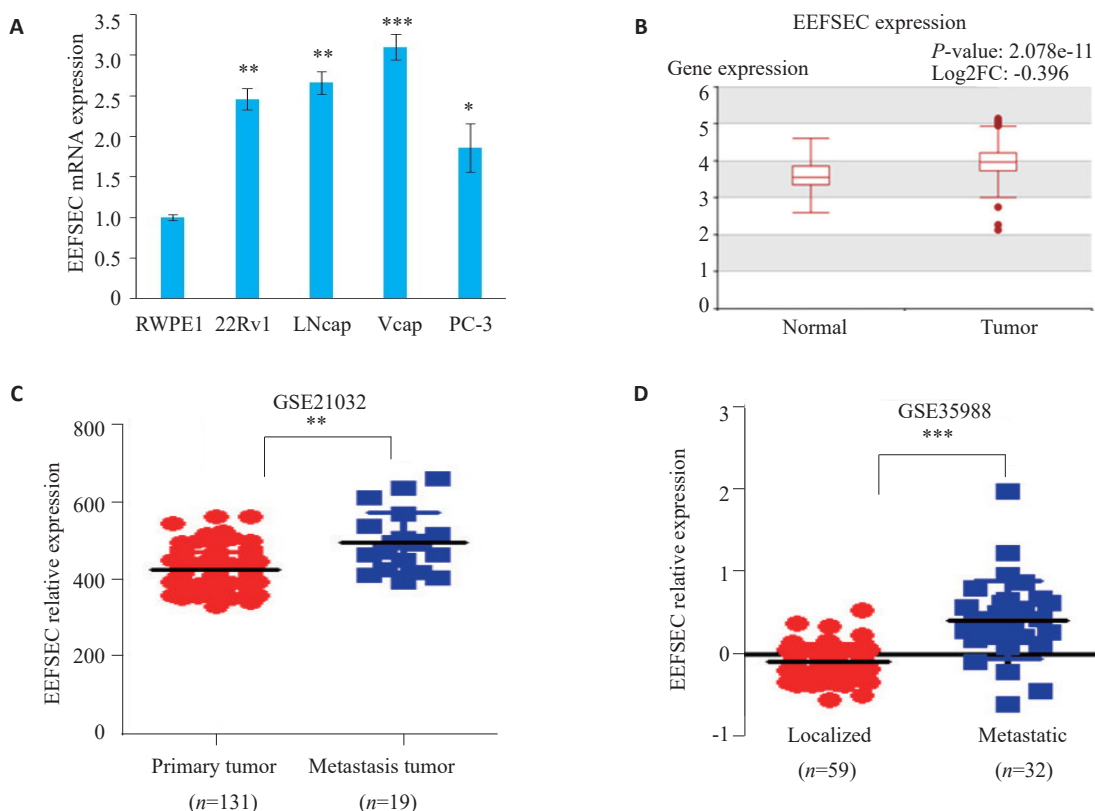 A
EEFSEC mRNA expression
3.5
3.0
2.5
2.0
1.5
1.0
0.5
0
**
**
***
*
RWPE1 22Rv1 LNcap Vcap PC-3
B
EEFSEC expression
P-value: 2.078e-11
Log2FC: -0.396
Gene expression
6
5
4
3
2
1
0
Normal Tumor
C
GSE21032
**
EEFSEC relative expression
800
600
400
200
0
Primary tumor Metastasis tumor
(n=131) (n=19)
D
GSE35988
***
EEFSEC relative expression
3
2
1
0
-1
Localized Metastatic
(n=59) (n=32)